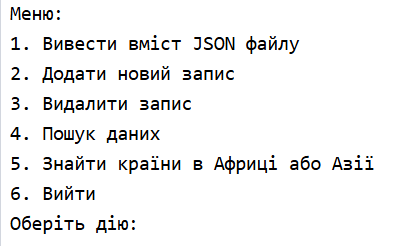 Меню:
1. Вивести вміст JSON файлу
2. Додати новий запис
3. Видалити запис
4. Пошук даних
5. Знайти країни в Африці або Азії
6. Вийти
Оберіть дію: